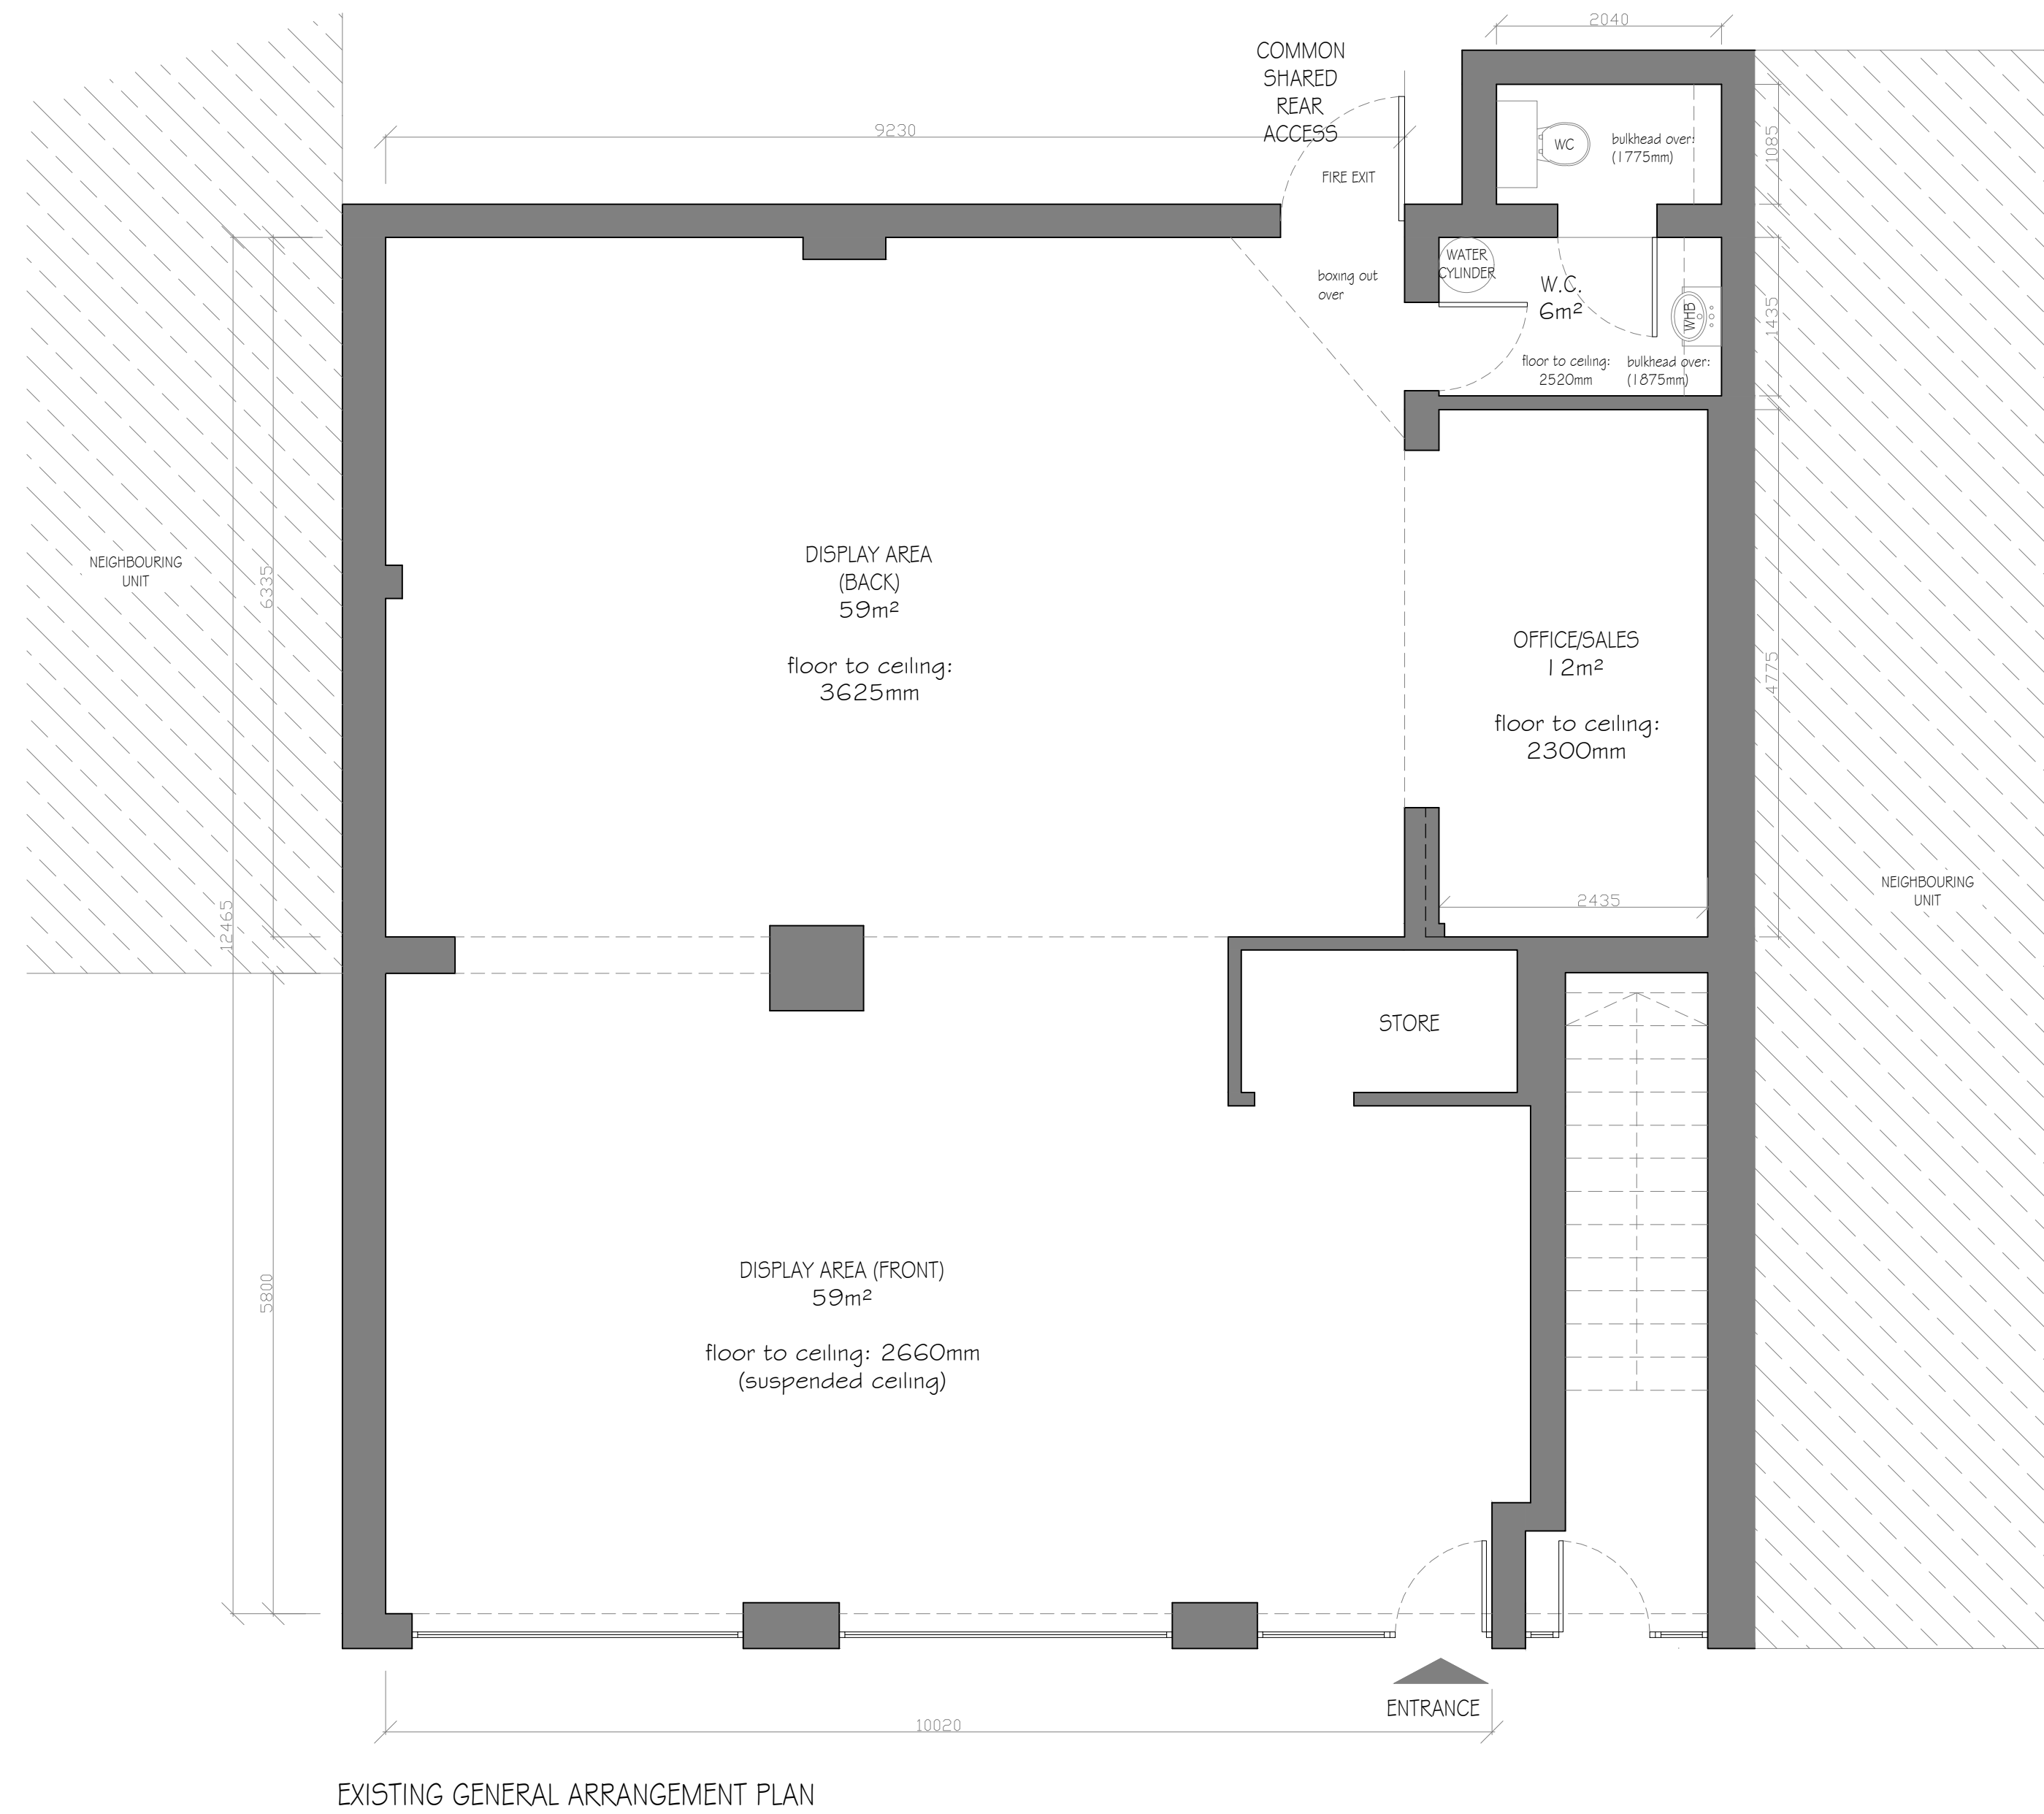 2040
COMMON
SHARED
REAR
ACCESS
9230
FIRE EXIT
WC
bulkhead over:
(1775mm)
1085
boxing out
over
WATER
CYLINDER
W.C.
6m²
WHB
1435
floor to ceiling:
2520mm
bulkhead over:
(1875mm)
NEIGHBOURING
UNIT
6335
12465
DISPLAY AREA
(BACK)
59m²
floor to ceiling:
3625mm
OFFICE/SALES
12m²
floor to ceiling:
2300mm
4775
2435
NEIGHBOURING
UNIT
STORE
5800
DISPLAY AREA (FRONT)
59m²
floor to ceiling: 2660mm
(suspended ceiling)
ENTRANCE
10020
EXISTING GENERAL ARRANGEMENT PLAN